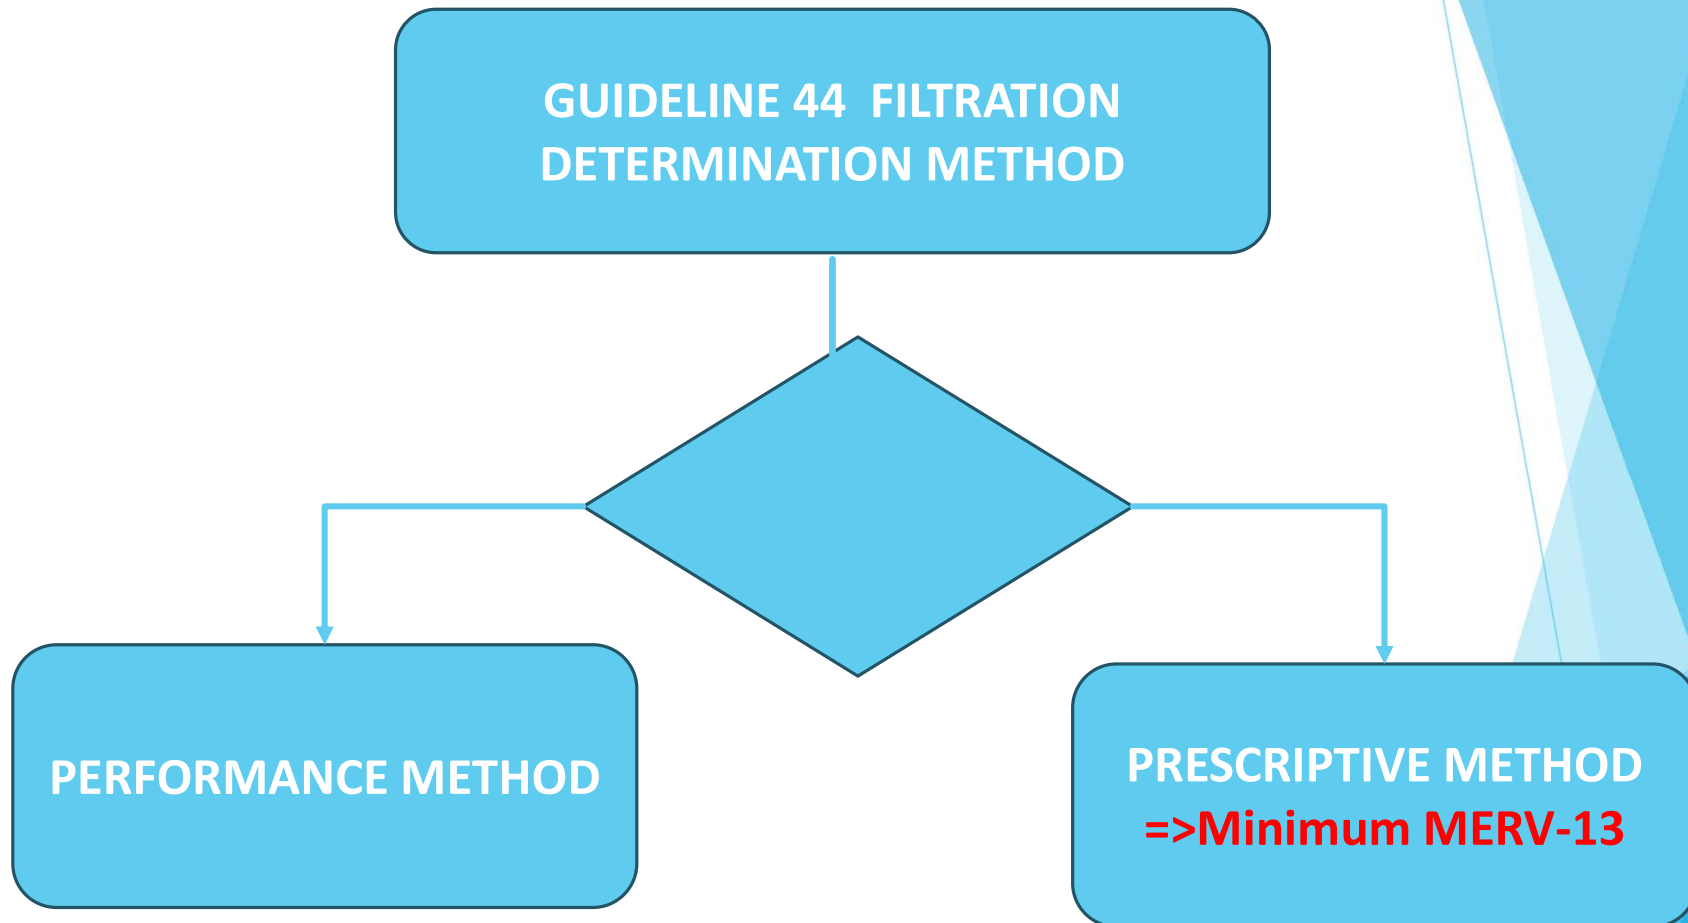 GUIDELINE 44  FILTRATION
DETERMINATION METHOD
PERFORMANCE METHOD
PRESCRIPTIVE METHOD
=>Minimum MERV-13